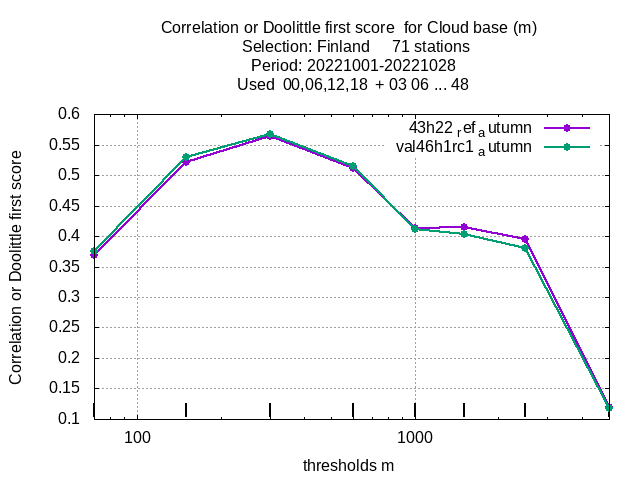 Correlation or Doolittle first score  for Cloud base (m)
Selection: Finland     71 stations
Period: 20221001-20221028
Used  00,06,12,18  + 03 06 ... 48
Correlation or Doolittle first score
0.6
0.55
0.5
0.45
0.4
0.35
0.3
0.25
0.2
0.15
0.1
43h22 ref a utumn
val46h1rc1 a utumn
100
1000
thresholds m